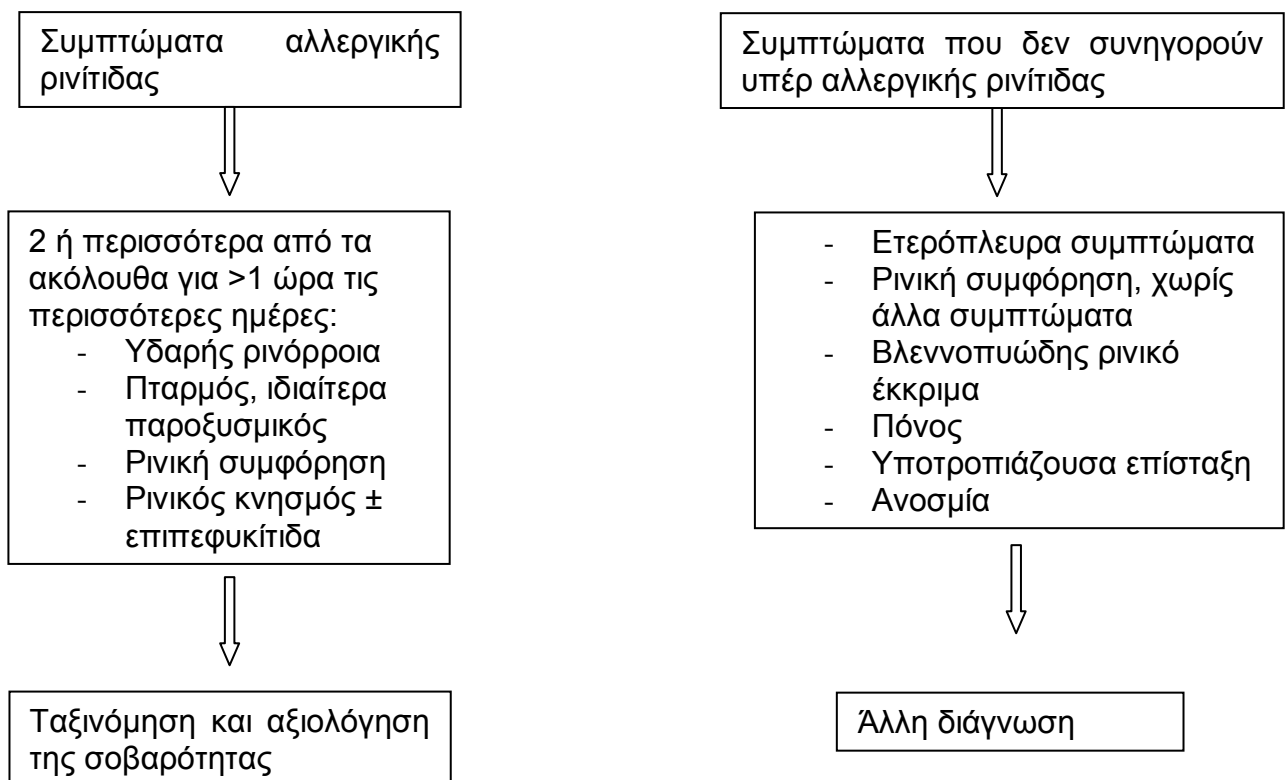 Συμπτώματα αλλεργικής
ρινίτιδας
2 ή περισσότερα από τα
ακόλουθα για >1 ώρα τις
περισσότερες ημέρες:
- Υδαρής ρινόρροια
- Πταρμός, ιδιαίτερα
παροξυσμικός
- Ρινική συμφόρηση
- Ρινικός κνησμός ±
επιπεφυκίτιδα
Ταξινόμηση και αξιολόγηση
της σοβαρότητας
Συμπτώματα που δεν συνηγορούν
υπέρ αλλεργικής ρινίτιδας
- Ετερόπλευρα συμπτώματα
- Ρινική συμφόρηση, χωρίς
άλλα συμπτώματα
- Βλεννοπυώδης ρινικό
έκκριμα
- Πόνος
- Υποτροπιάζουσα επίσταξη
- Ανοσμία
Άλλη διάγνωση